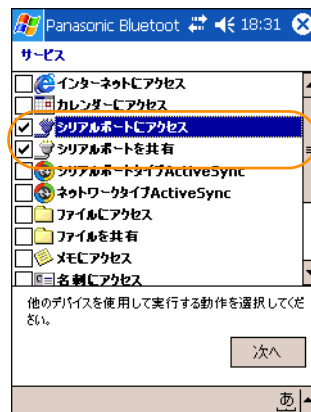 Panasonic Bluetoot 18:31
サービス
インターネットにアクセス
カレンダーにアクセス
シリアルポートにアクセス
シリアルポートを共有
シリアルポートタイプActiveSync
ネットワークタイプActiveSync
ファイルにアクセス
ファイルを共有
メモにアクセス
名刺にアクセス
他のデバイスを使用して実行する動作を選択してくだ
さい。
次へ
あ